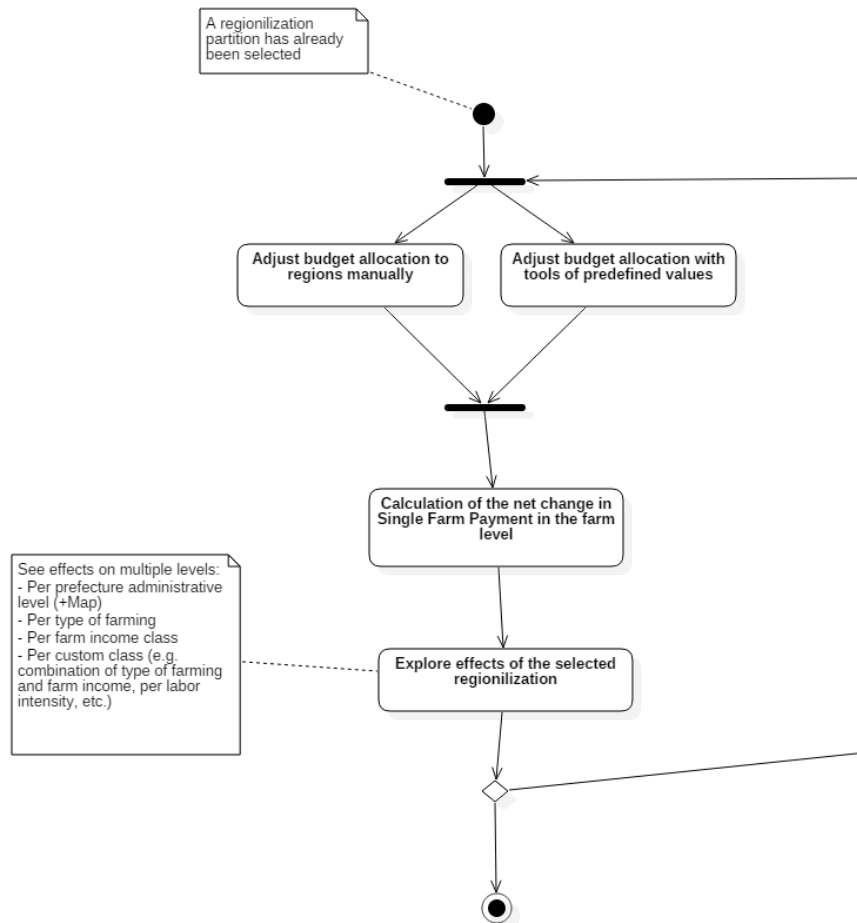 A regionilization
partition has already
been selected
Adjust budget allocation to
regions manually
Adjust budget allocation with
tools of predefined values
Calculation of the net change in
Single Farm Payment in the farm
level
See effects on multiple levels:
- Per prefecture administrative
level (+Map)
- Per type of farming
- Per farm income class
- Per custom class (e.g.
combination of type of farming
and farm income, per labor
intensity, etc.)
Explore effects of the selected
regionilization